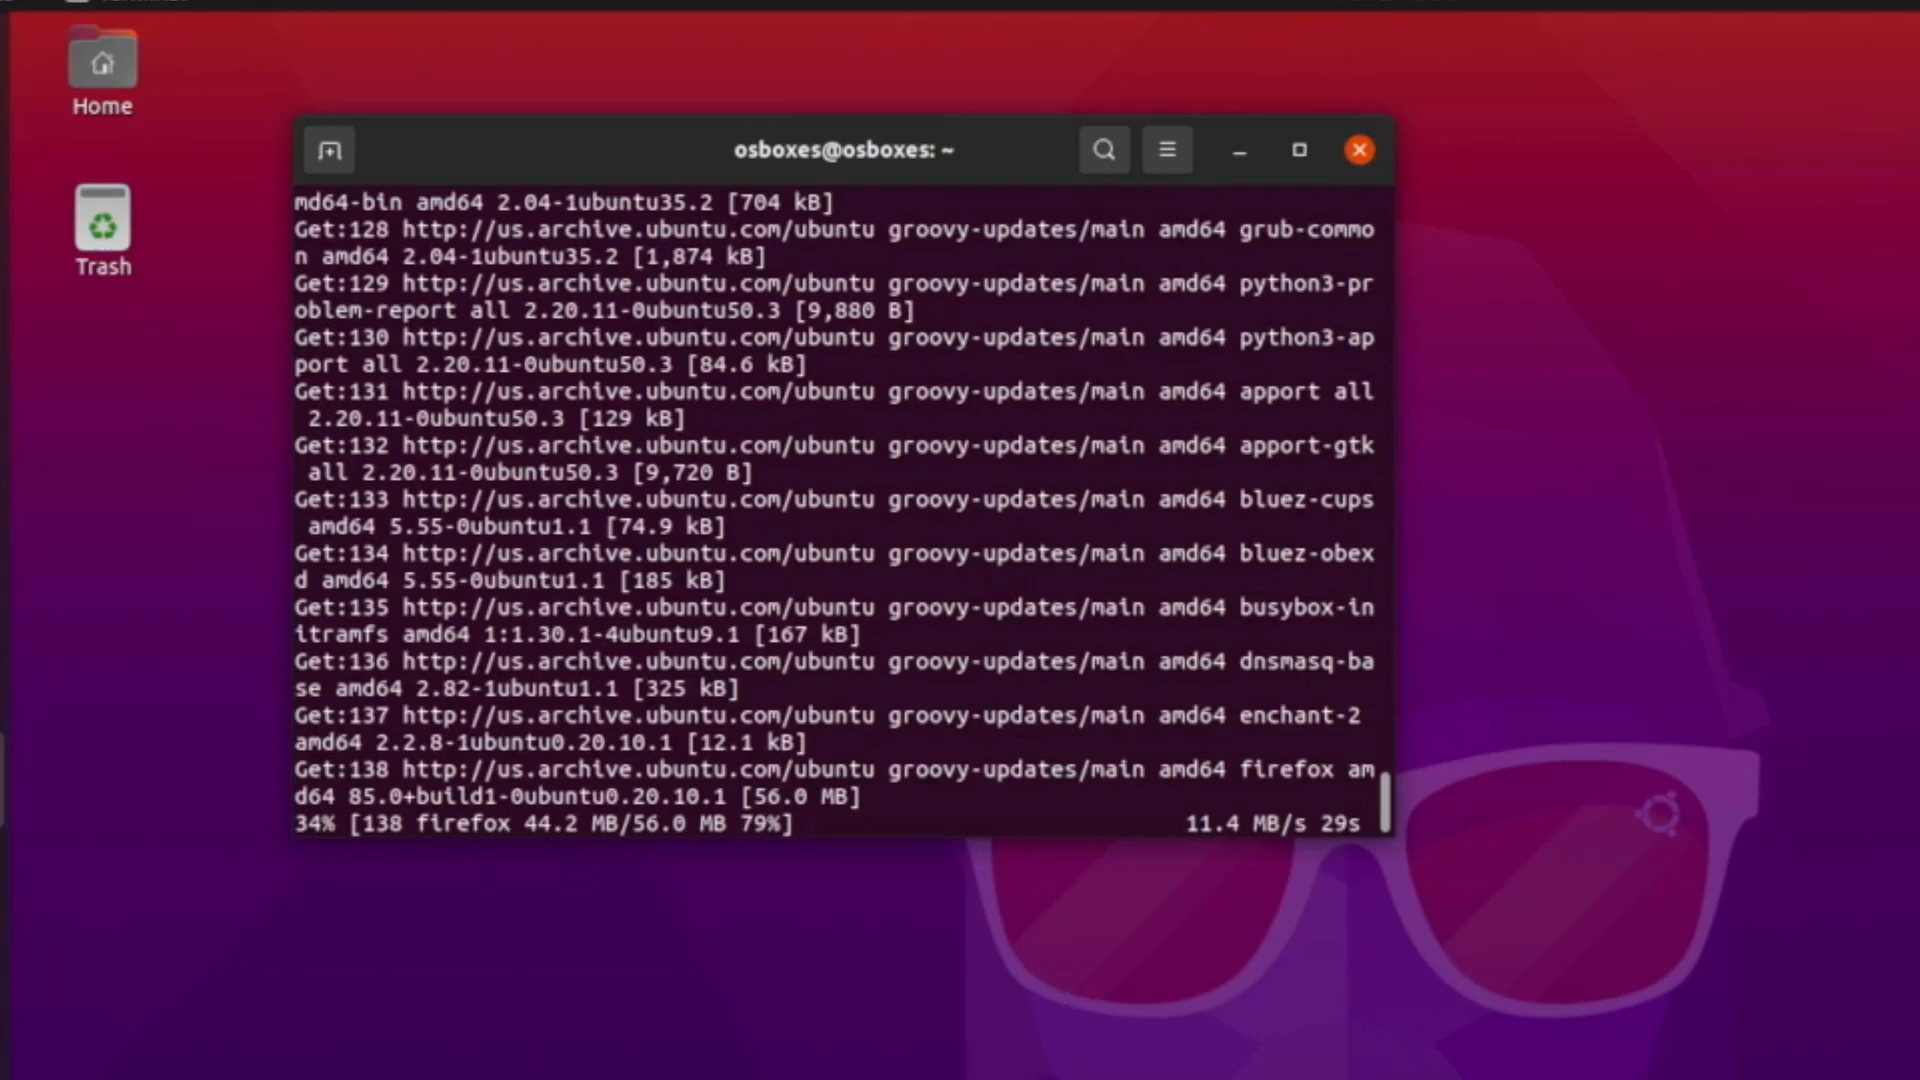 Home
Trash
osboxes@osboxes: ~
md64-bin amd64 2.04-1ubuntu35.2 [704 kB]
Get:128 http://us.archive.ubuntu.com/ubuntu groovy-updates/main amd64 grub-commo
n amd64 2.04-1ubuntu35.2 [1,874 kB]
Get:129 http://us.archive.ubuntu.com/ubuntu groovy-updates/main amd64 python3-pr
oblem-report all 2.20.11-0ubuntu50.3 [9,880 B]
Get:130 http://us.archive.ubuntu.com/ubuntu groovy-updates/main amd64 python3-ap
port all 2.20.11-0ubuntu50.3 [84.6 kB]
Get:131 http://us.archive.ubuntu.com/ubuntu groovy-updates/main amd64 apport all
 2.20.11-0ubuntu50.3 [129 kB]
Get:132 http://us.archive.ubuntu.com/ubuntu groovy-updates/main amd64 apport-gtk
 all 2.20.11-0ubuntu50.3 [9,720 B]
Get:133 http://us.archive.ubuntu.com/ubuntu groovy-updates/main amd64 bluez-cups
 amd64 5.55-0ubuntu1.1 [74.9 kB]
Get:134 http://us.archive.ubuntu.com/ubuntu groovy-updates/main amd64 bluez-obex
d amd64 5.55-0ubuntu1.1 [185 kB]
Get:135 http://us.archive.ubuntu.com/ubuntu groovy-updates/main amd64 busybox-in
itramfs amd64 1:1.30.1-4ubuntu9.1 [167 kB]
Get:136 http://us.archive.ubuntu.com/ubuntu groovy-updates/main amd64 dnsmasq-ba
se amd64 2.82-1ubuntu1.1 [325 kB]
Get:137 http://us.archive.ubuntu.com/ubuntu groovy-updates/main amd64 enchant-2
amd64 2.2.8-1ubuntu0.20.10.1 [12.1 kB]
Get:138 http://us.archive.ubuntu.com/ubuntu groovy-updates/main amd64 firefox am
d64 85.0+build1-0ubuntu0.20.10.1 [56.0 MB]
34% [138 firefox 44.2 MB/56.0 MB 79%] 11.4 MB/s 29s